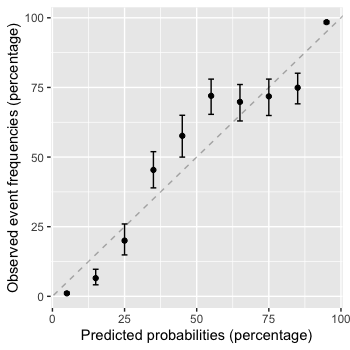 Observed event frequencies (percentage)
100
75
50
25
0
0 25 50 75 100
Predicted probabilities (percentage)